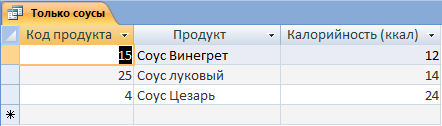 Только соусы
Код продукта Продукт Калорийность (ккал)
15 Соус Винегрет 12
25 Соус луковый 14
4 Соус Цезарь 24